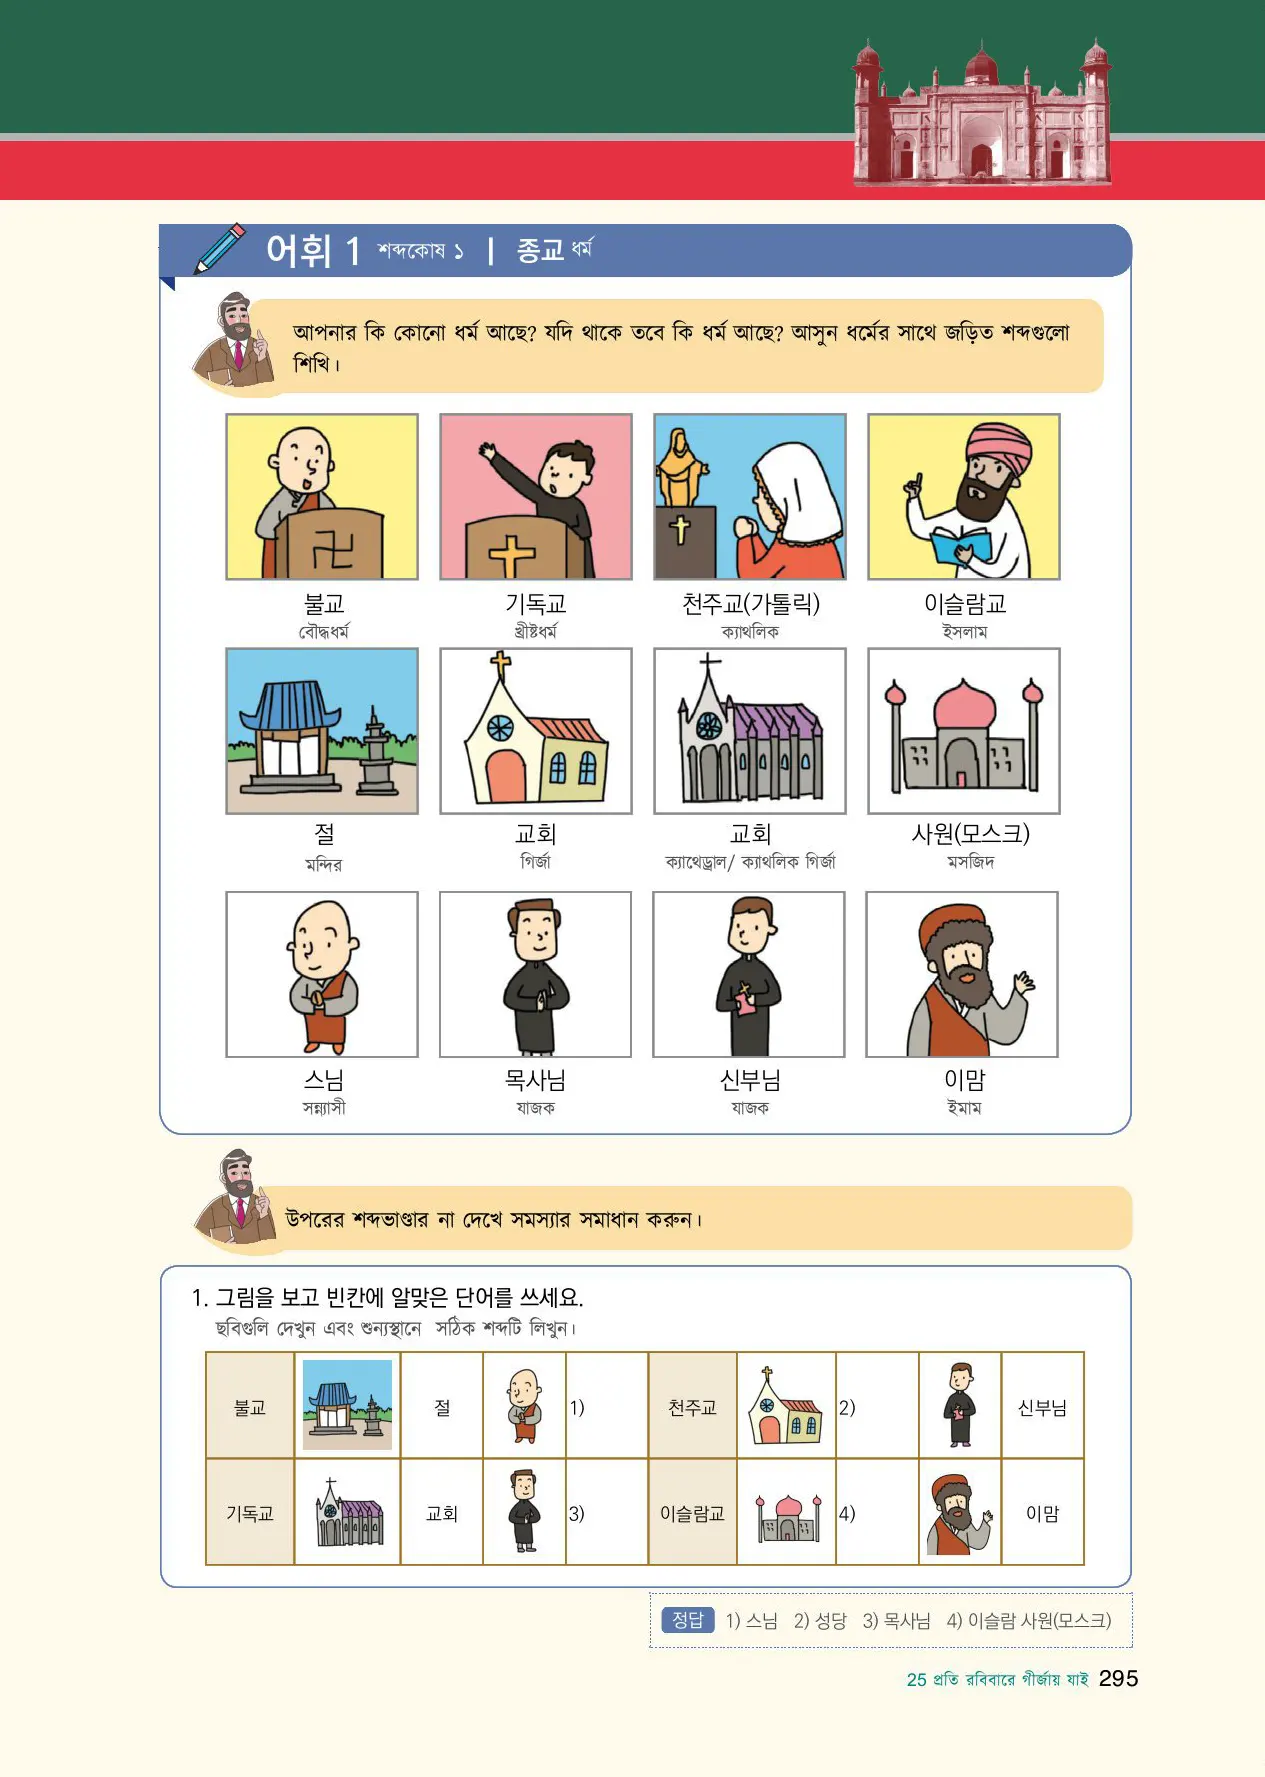 어휘 1 শব্দকোষ ১ | 종교 ধর্ম
আপনার কি কোনো ধর্ম আছে? যদি থাকে তবে কি ধর্ম আছে? আসুন ধর্মের সাথে জড়িত শব্দগুলো
শিখি।
불교 기독교 천주교(가톨릭) 이슬람교
বৌদ্ধধর্ম খ্রীষ্টধর্ম ক্যাথলিক ইসলাম
절 교회 교회 사원(모스크)
মন্দির গির্জা ক্যাথেড্রাল/ ক্যাথলিক গির্জা মসজিদ
스님 목사님 신부님 이맘
সন্ন্যাসী যাজক যাজক ইমাম
উপরের শব্দভাণ্ডার না দেখে সমস্যার সমাধান করুন।
1. 그림을 보고 빈칸에 알맞은 단어를 쓰세요.
ছবিগুলি দেখুন এবং শুন্যস্থানে সঠিক শব্দটি লিখুন।
불교 절 1) 천주교 2) 신부님
기독교 교회 3) 이슬람교 4) 이맘
정답 1) 스님 2) 성당 3) 목사님 4) 이슬람 사원(모스크)
25 প্রতি রবিবারে গীর্জায় যাই 295